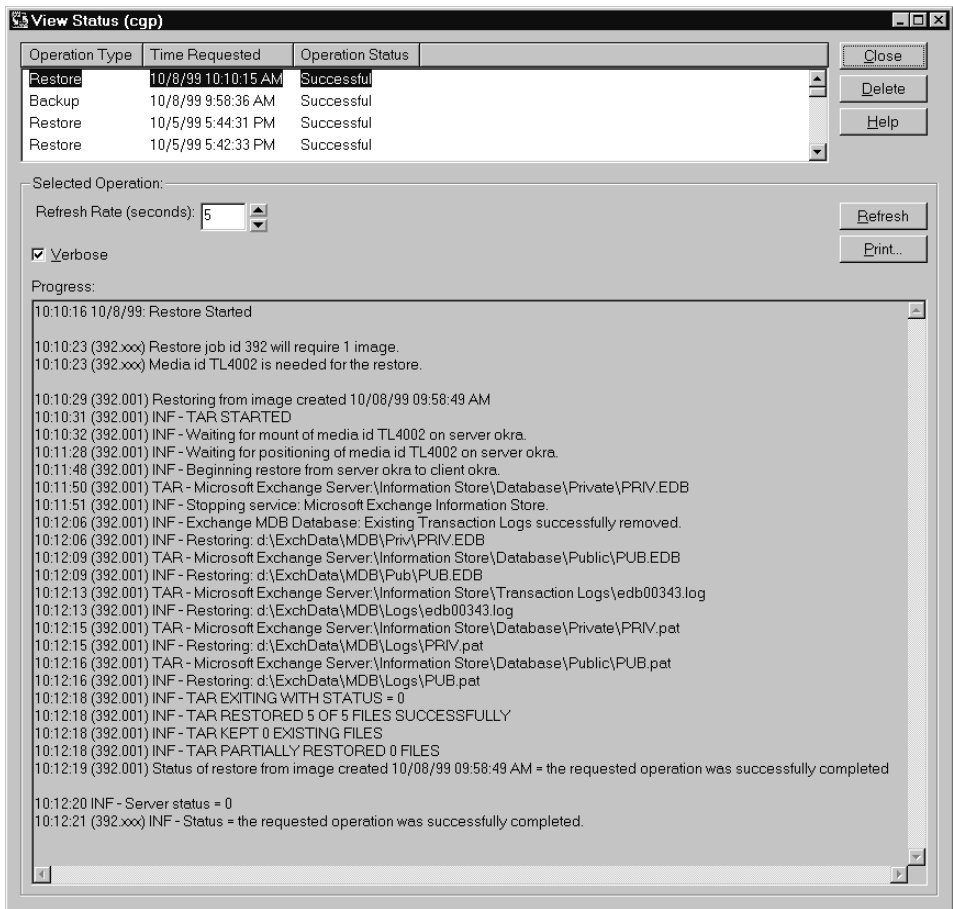 View Status (cgp)
Operation Type Time Requested Operation Status
Restore 10/8/99 10:10:15 AM Successful
Backup 10/8/99 9:58:36 AM Successful
Restore 10/5/99 5:44:31 PM Successful
Restore 10/5/99 5:42:33 PM Successful
Close
Delete
Help
Selected Operation:
Refresh Rate (seconds): 5
Refresh
Verbose
Print...
Progress:
10:10:16 10/8/99: Restore Started
10:10:23 (392.xxx) Restore job id 392 will require 1 image.
10:10:23 (392.xxx) Media id TL4002 is needed for the restore.
10:10:29 (392.001) Restoring from image created 10/08/99 09:58:49 AM
10:10:31 (392.001) INF - TAR STARTED
10:10:32 (392.001) INF - Waiting for mount of media id TL4002 on server okra.
10:11:28 (392.001) INF - Waiting for positioning of media id TL4002 on server okra.
10:11:48 (392.001) INF - Beginning restore from server okra to client okra.
10:11:50 (392.001) TAR - Microsoft Exchange Server:\Information Store\Database\Private\PRIV.EDB
10:11:51 (392.001) INF - Stopping service: Microsoft Exchange Information Store.
10:12:06 (392.001) INF - Exchange MDB Database: Existing Transaction Logs successfully removed.
10:12:06 (392.001) INF - Restoring: d:\ExchData\MDB\Priv\PRIV.EDB
10:12:09 (392.001) TAR - Microsoft Exchange Server:\Information Store\Database\Public\PUB.EDB
10:12:09 (392.001) INF - Restoring: d:\ExchData\MDB\Pub\PUB.EDB
10:12:13 (392.001) TAR - Microsoft Exchange Server:\Information Store\Transaction Logs\edb00343.log
10:12:13 (392.001) INF - Restoring: d:\ExchData\MDB\Logs\edb00343.log
10:12:15 (392.001) TAR - Microsoft Exchange Server:\Information Store\Database\Private\PRIV.pat
10:12:15 (392.001) INF - Restoring: d:\ExchData\MDB\Logs\PRIV.pat
10:12:16 (392.001) TAR - Microsoft Exchange Server:\Information Store\Database\Public\PUB.pat
10:12:16 (392.001) INF - Restoring: d:\ExchData\MDB\Logs\PUB.pat
10:12:18 (392.001) INF - TAR EXITING WITH STATUS = 0
10:12:18 (392.001) INF - TAR RESTORED 5 OF 5 FILES SUCCESSFULLY
10:12:18 (392.001) INF - TAR KEPT 0 EXISTING FILES
10:12:18 (392.001) INF - TAR PARTIALLY RESTORED 0 FILES
10:12:19 (392.001) Status of restore from image created 10/08/99 09:58:49 AM = the requested operation was successfully completed
10:12:20 INF - Server status = 0
10:12:21 (392.xxx) INF - Status = the requested operation was successfully completed.